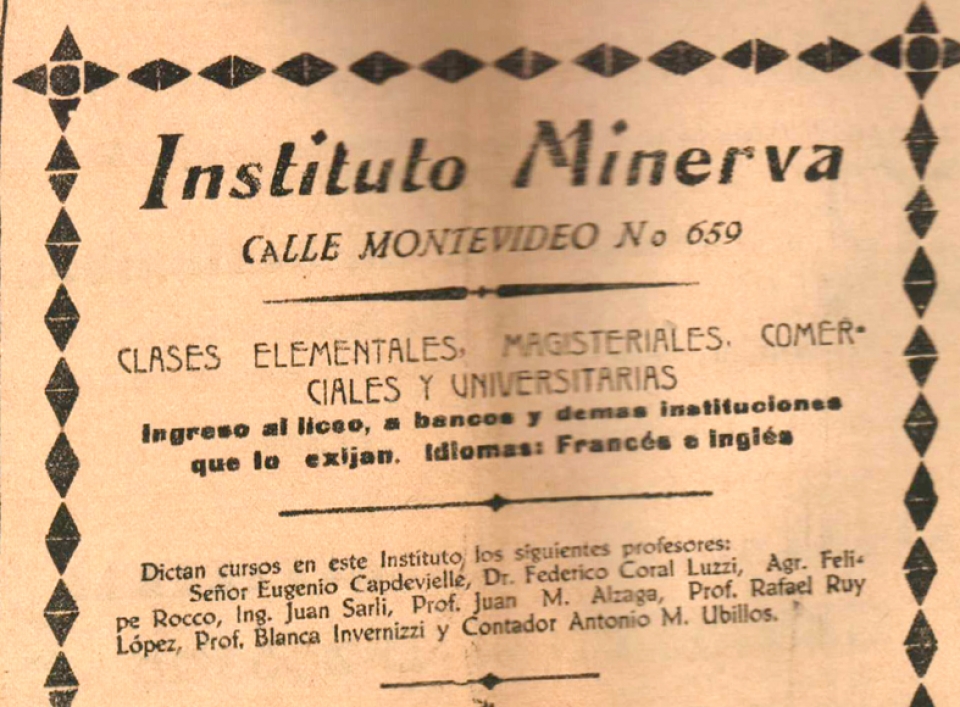 Instituto Minerva
CALLE MONTEVIDEO No 659
CLASES ELEMENTALES, MAGISTERIALES, COMER-
CIALES Y UNIVERSITARIAS
Ingreso al liceo, a bancos y demas instituciones
que lo exijan. Idiomas: Francés e inglés
Dictan cursos en este Instituto los siguientes profesores:
Señor Eugenio Capdevielle, Dr. Federico Coral Luzzi, Agr. Feli-
pe Rocco, Ing. Juan Sarli, Prof. Juan M. Alzaga, Prof. Rafael Ruy
López, Prof. Blanca Invernizzi y Contador Antonio M. Ubillos.